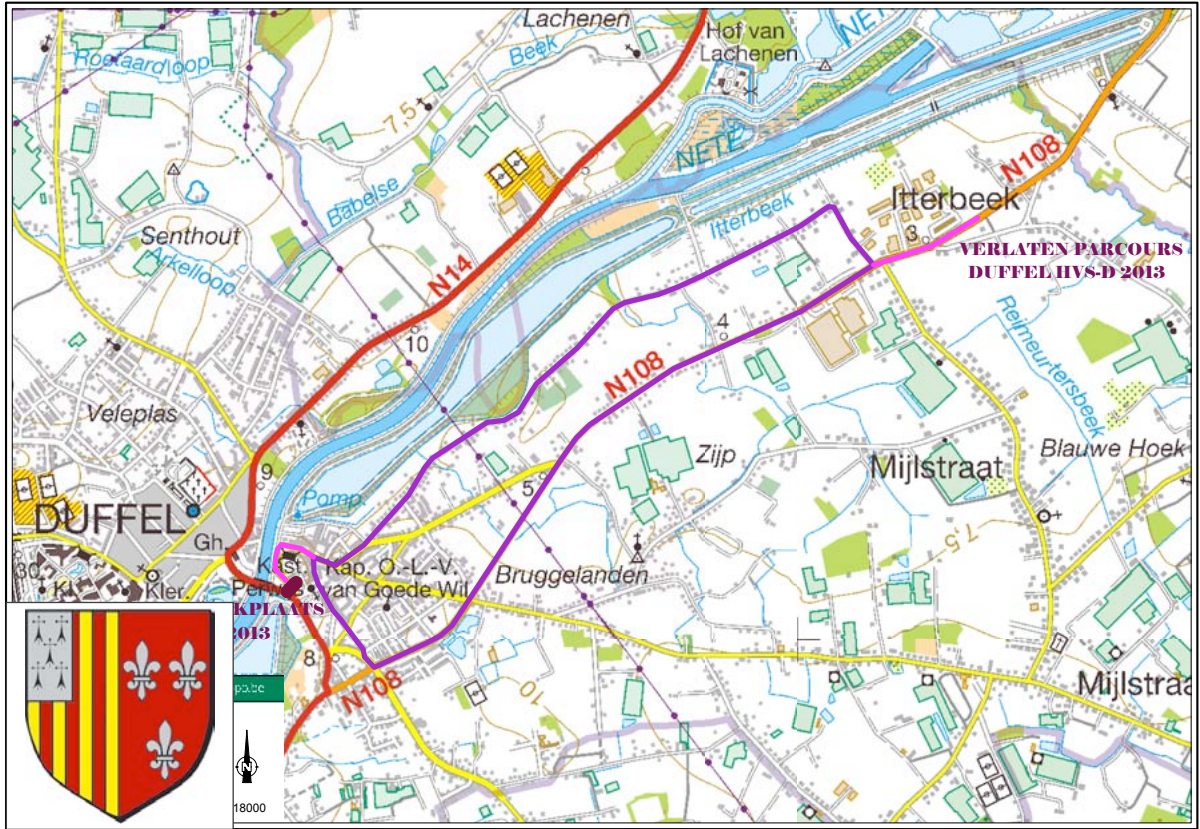 Lachenen
Beek
Hof van
Lachenen
NETE
Roetaardloop
7,5
NETE
N108
Babelse
Itterbeek
Itterbeek
Senthout
Arkelloop
3
VERLATEN PARCOURS
DUFFEL HVS-D 2013
N14
4
10
N108
Reimeurtersbeek
Veleplas
Zijp
Blauwe Hoek
Mijlstraat
9
5
Pomp.
DUFFEL
7,5
Gh.
Kast.
Kap. O.-L.-V.
Bruggelanden
30
Kl.
Kler
van Goede Wil
KPLAATS
2013
8
N108
10
Mijlstraa
18000